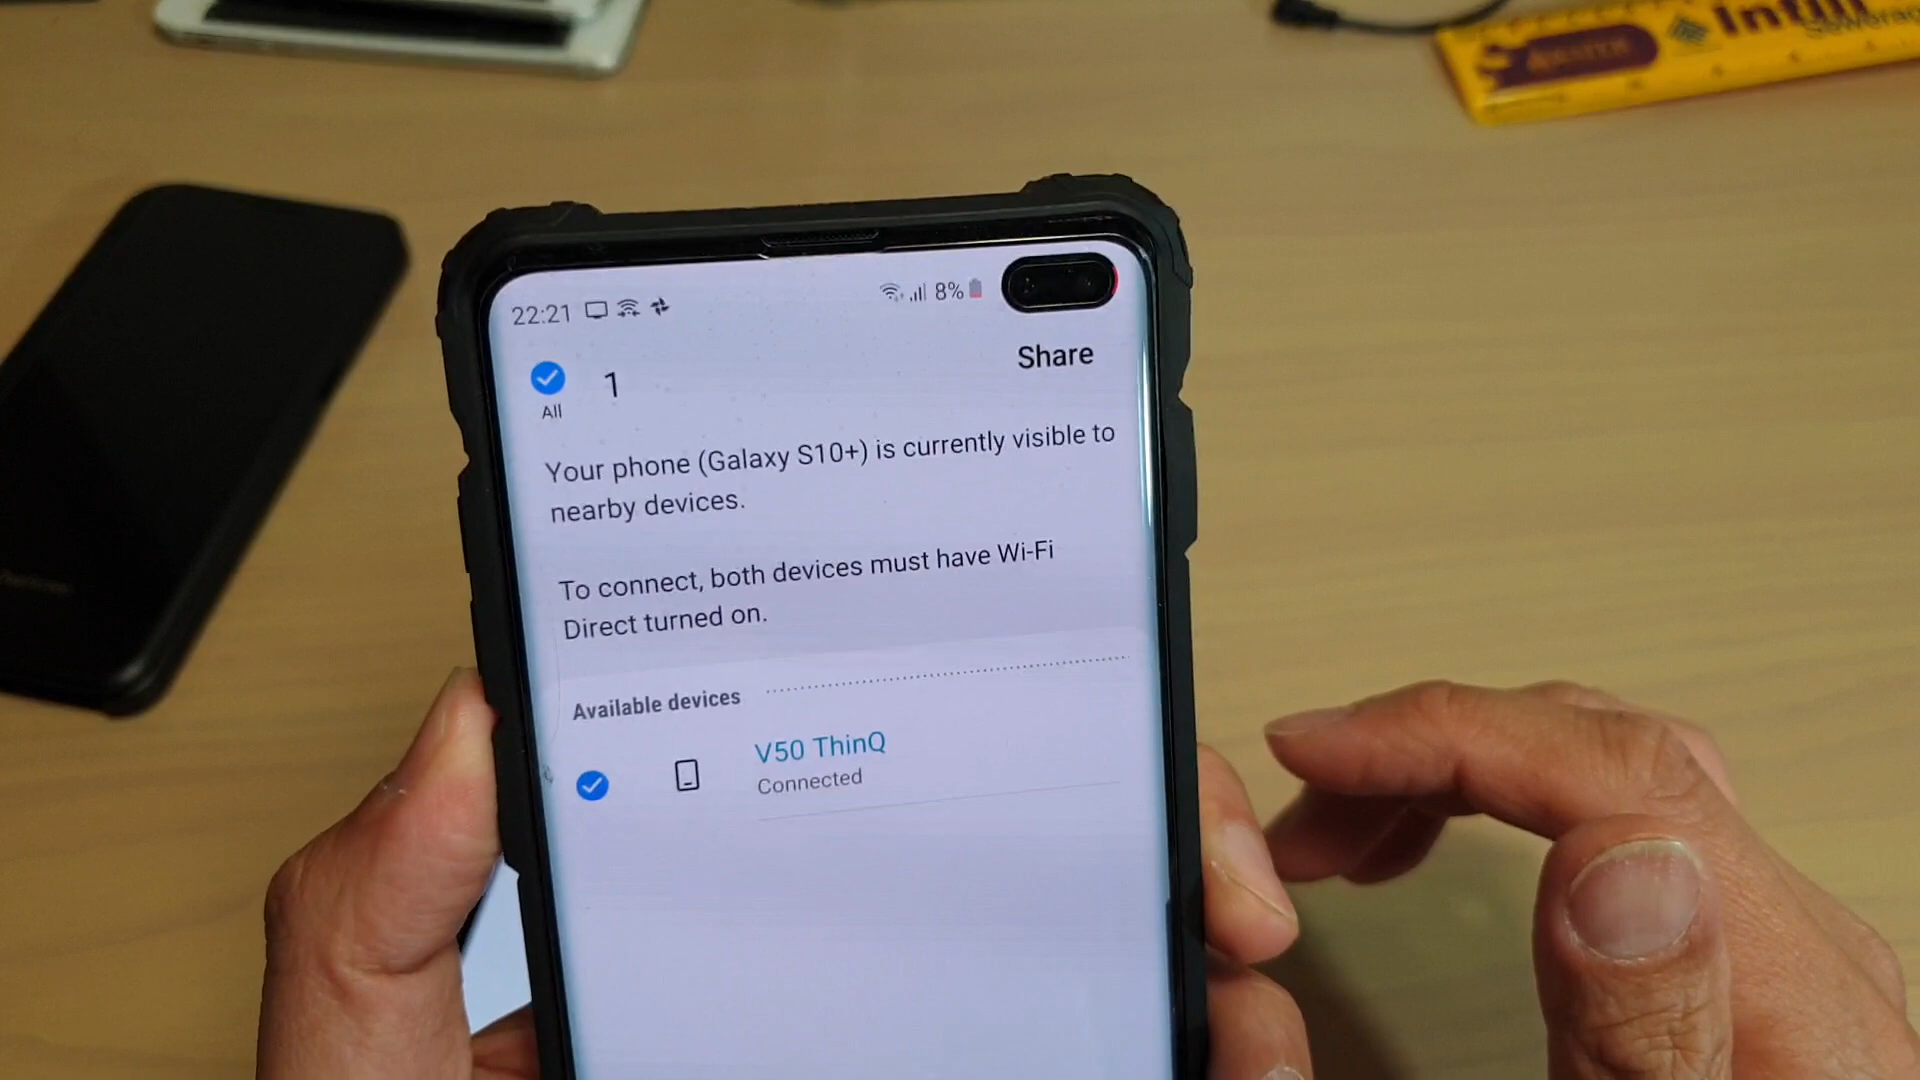 Infill
22:21 8%
Share
1
All
Your phone (Galaxy S10+) is currently visible to
nearby devices.
To connect, both devices must have Wi-Fi
Direct turned on.
Available devices
V50 ThinQ
Connected